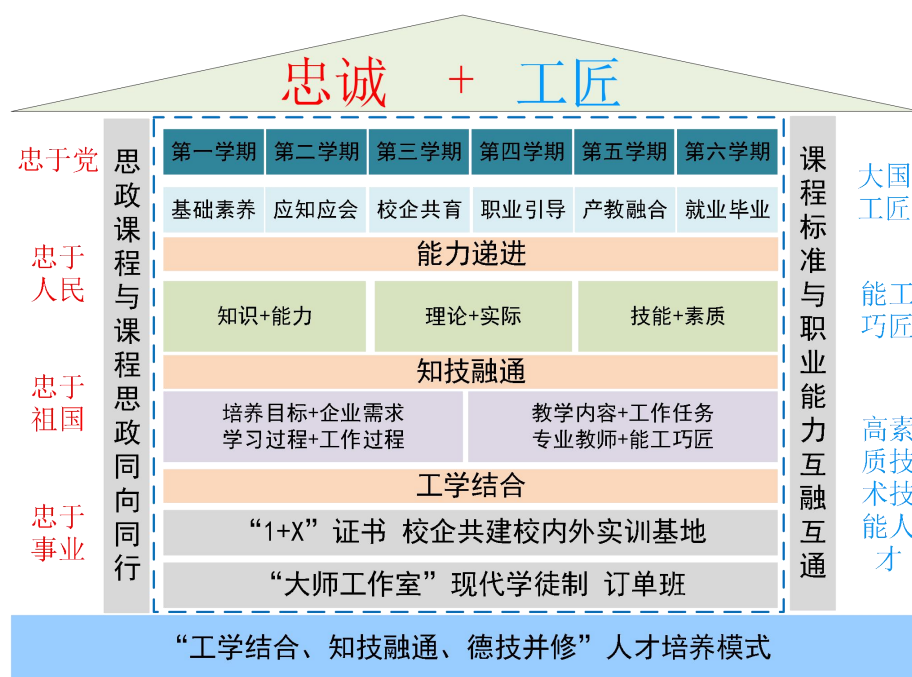 忠诚 + 工匠
忠于党
忠于
人民
忠于
祖国
忠于
事业
思政课程与课程思政同向同行
第一学期 第二学期 第三学期 第四学期 第五学期 第六学期
基础素养 应知应会 校企共育 职业引导 产教融合 就业毕业
能力递进
知识+能力 理论+实际 技能+素质
知技融通
培养目标+企业需求
学习过程+工作过程
教学内容+工作任务
专业教师+能工巧匠
工学结合
“1+X”证书 校企共建校内外实训基地
“大师工作室”现代学徒制 订单班
课程标准与职业能力互融互通
大国
工匠
能工
巧匠
高素
质技
术技
能人
才
“工学结合、知技融通、德技并修”人才培养模式